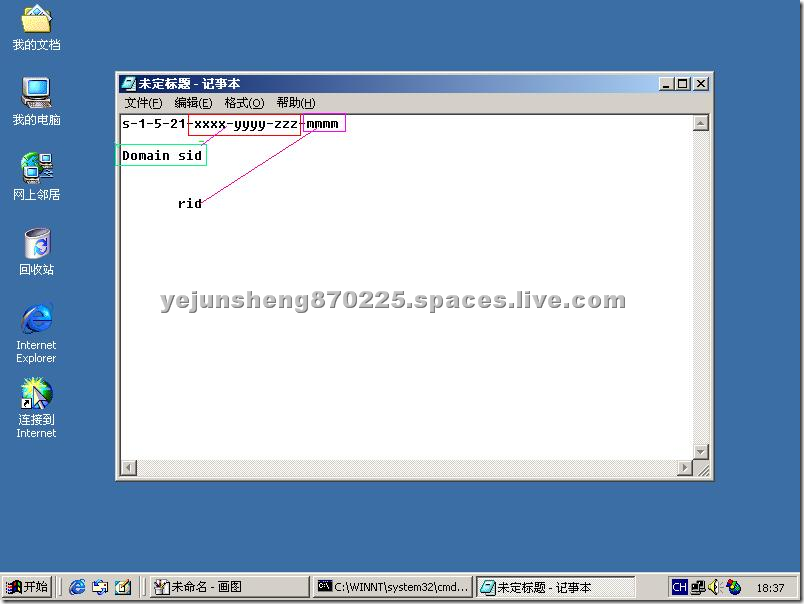 我的文档
我的电脑
网上邻居
回收站
Internet
Explorer
连接到
Internet
未定标题 - 记事本
文件(F) 编辑(E) 格式(O) 帮助(H)
s-1-5-21-xxxx-yyyy-zzz-mmmm
Domain sid
rid
yejunsheng870225.spaces.live.com
开始 未命名 - 画图 C:\WINNT\system32\cmd... 未定标题 - 记事本 CH 18:37